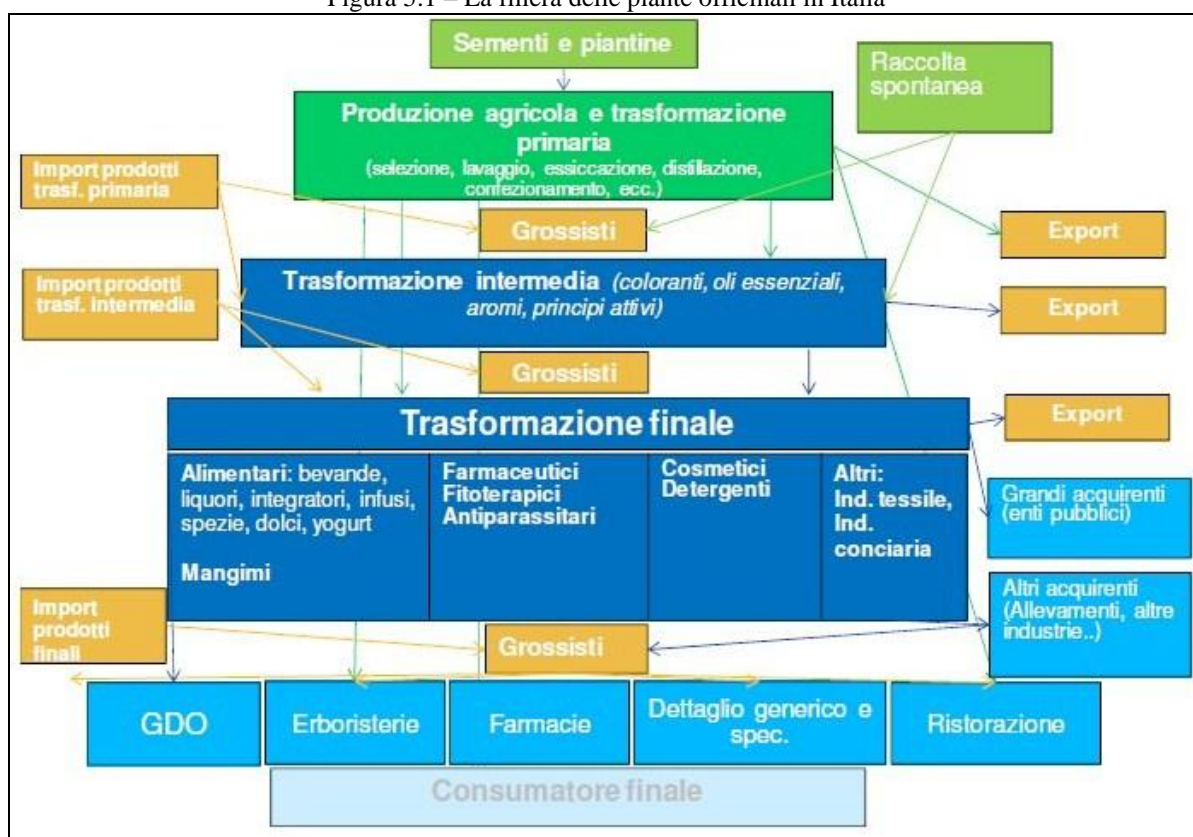 Figura 3.1 – La filiera delle piante officinali in Italia
Sementi e piantine
Raccolta
spontanea
Produzione agricola e trasformazione
primaria
(selezione, lavaggio, essiccazione, distillazione,
confezionamento, ecc.)
Import prodotti
trasf. primaria
Grossisti
Export
Import prodotti
trasf. intermedia
Trasformazione intermedia (coloranti, oli essenziali,
aromi, principi attivi)
Export
Grossisti
Trasformazione finale
Export
Alimentari: bevande,
liquori, integratori, infusi,
spezie, dolci, yogurt
Mangimi
Farmaceutici
Fitoterapici
Antiparassitari
Cosmetici
Detergenti
Altri:
Ind. tessile,
Ind.
conciaria
Grandi acquirenti
(enti pubblici)
Altri acquirenti
(Allevamenti, altre
industrie..)
Import
prodotti
finali
Grossisti
GDO
Erboristerie
Farmacie
Dettaglio generico e
spec.
Ristorazione
Consumatore finale